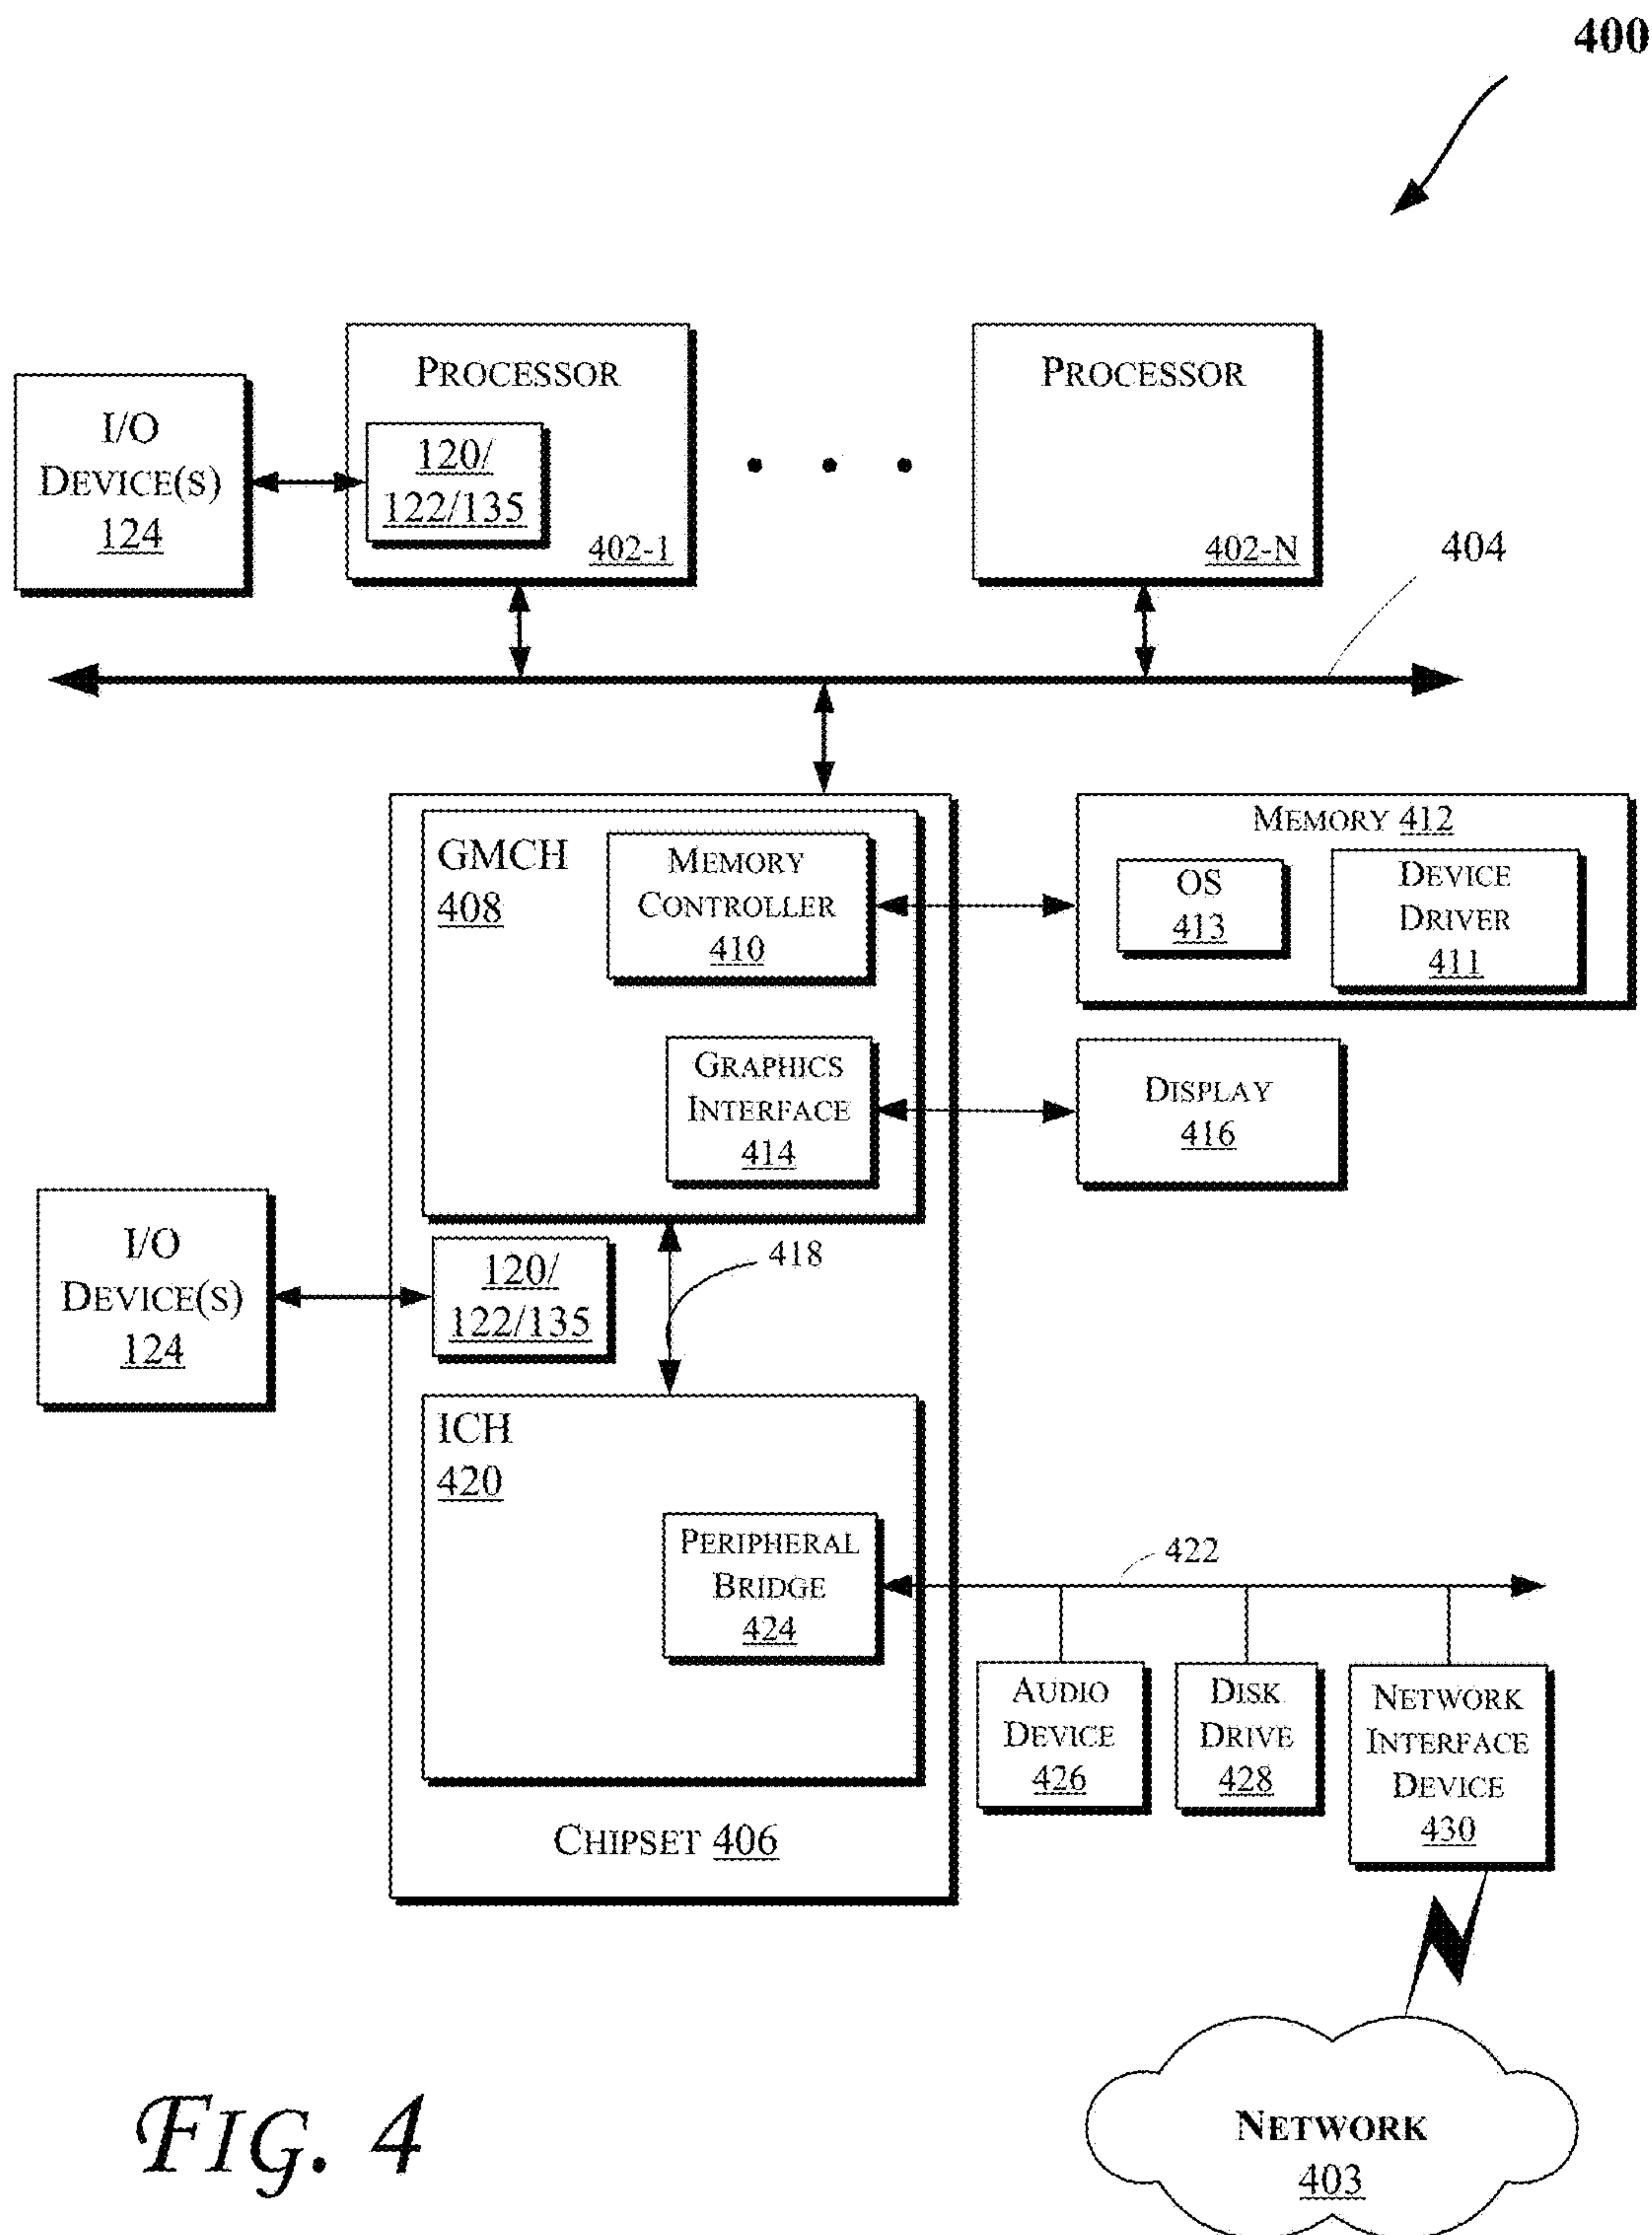 400
PROCESSOR
120/
122/135
402-1
PROCESSOR
402-N
I/O
DEVICE(S)
124
404
GMCH
408
MEMORY
CONTROLLER
410
MEMORY 412
OS
413
DEVICE
DRIVER
411
GRAPHICS
INTERFACE
414
DISPLAY
416
I/O
DEVICE(S)
124
120/
122/135
418
ICH
420
PERIPHERAL
BRIDGE
424
422
AUDIO
DEVICE
426
DISK
DRIVE
428
NETWORK
INTERFACE
DEVICE
430
CHIPSET 406
NETWORK
403
FIG. 4